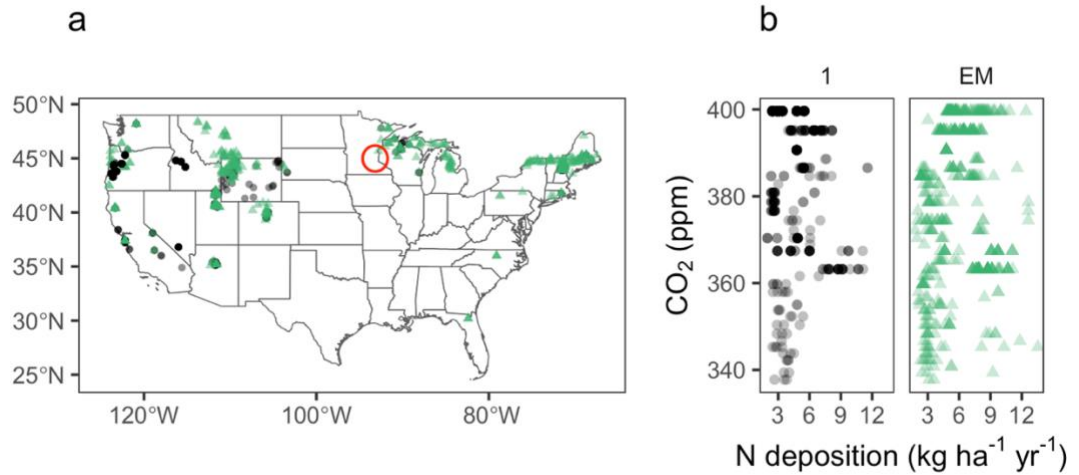 a
50°N
45°N
40°N
35°N
30°N
25°N
120°W 100°W 80°W
b
1 EM
CO₂ (ppm)
400
380
360
340
3 6 9 12 3 6 9 12
N deposition (kg ha⁻¹ yr⁻¹)